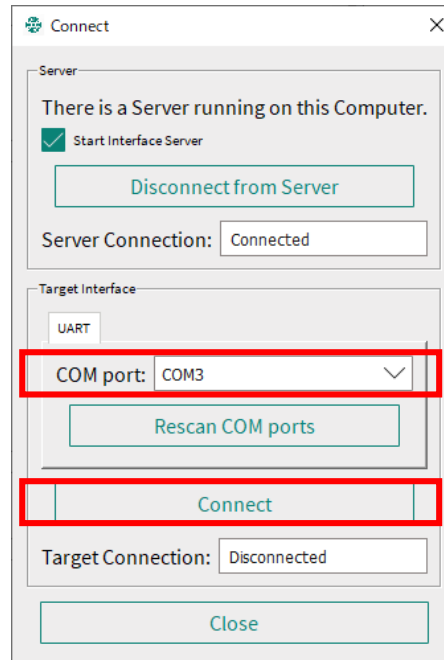 Connect
Server
There is a Server running on this Computer.
Start Interface Server
Disconnect from Server
Server Connection: Connected
Target Interface
UART
COM port: COM3
Rescan COM ports
Connect
Target Connection: Disconnected
Close